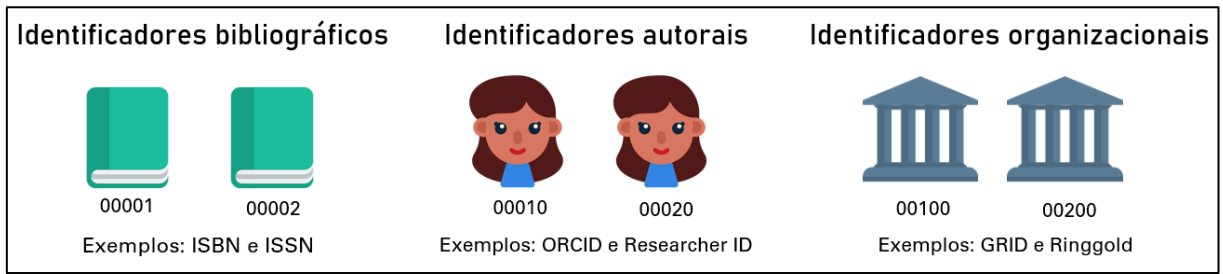 Identificadores bibliográficos
00001 00002
Exemplos: ISBN e ISSN
Identificadores autorais
00010 00020
Exemplos: ORCID e Researcher ID
Identificadores organizacionais
00100 00200
Exemplos: GRID e Ringgold